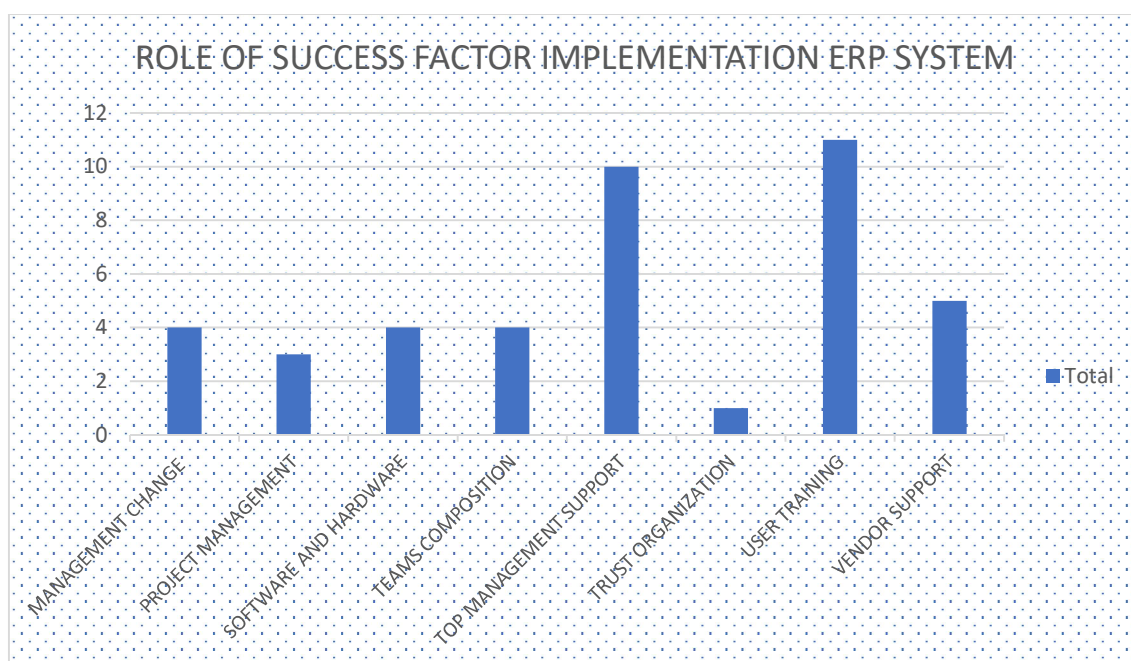 ROLE OF SUCCESS FACTOR IMPLEMENTATION ERP SYSTEM
12
10
8
6
4
2
0
MANAGEMENT CHANGE
PROJECT MANAGEMENT
SOFTWARE AND HARDWARE
TEAMS COMPOSITION
TOP MANAGEMENT SUPPORT
TRUST ORGANIZATION
USER TRAINING
VENDOR SUPPORT
Total